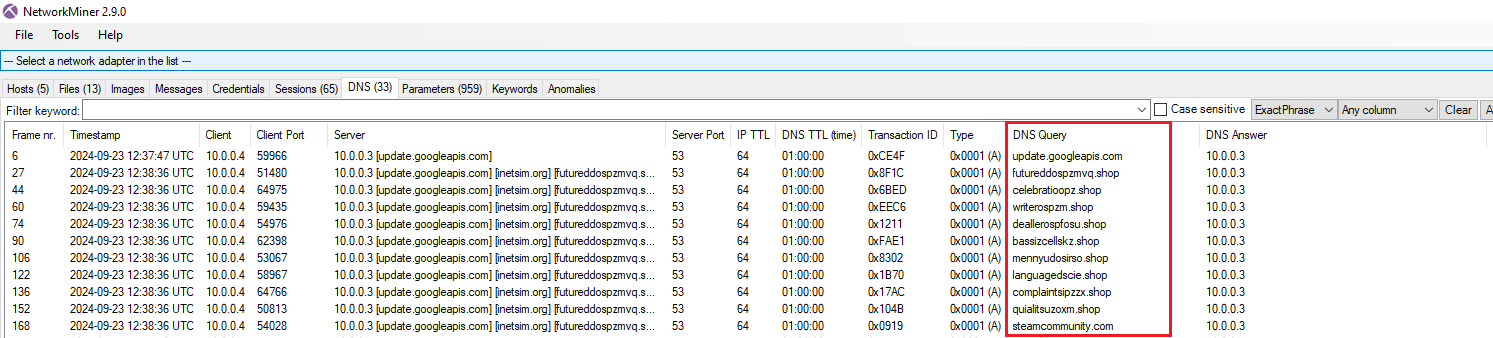 NetworkMiner 2.9.0
File Tools Help
--- Select a network adapter in the list ---
Hosts (5) Files (13) Images Messages Credentials Sessions (65) DNS (33) Parameters (959) Keywords Anomalies
Filter keyword: Case sensitive ExactPhrase Any column Clear A
Frame nr. Timestamp Client Client Port Server Server Port IP TTL DNS TTL (time) Transaction ID Type DNS Query DNS Answer
6 2024-09-23 12:37:47 UTC 10.0.0.4 59966 10.0.0.3 [update.googleapis.com] 53 64 01:00:00 0xCE4F 0x0001 (A) update.googleapis.com 10.0.0.3
27 2024-09-23 12:38:36 UTC 10.0.0.4 51480 10.0.0.3 [update.googleapis.com] [inetsim.org] [futureddospzmvq.s... 53 64 01:00:00 0x8F1C 0x0001 (A) futureddospzmvq.shop 10.0.0.3
44 2024-09-23 12:38:36 UTC 10.0.0.4 64975 10.0.0.3 [update.googleapis.com] [inetsim.org] [futureddospzmvq.s... 53 64 01:00:00 0x6BED 0x0001 (A) celebratioopz.shop 10.0.0.3
60 2024-09-23 12:38:36 UTC 10.0.0.4 59435 10.0.0.3 [update.googleapis.com] [inetsim.org] [futureddospzmvq.s... 53 64 01:00:00 0xEEC6 0x0001 (A) writerospzm.shop 10.0.0.3
74 2024-09-23 12:38:36 UTC 10.0.0.4 54976 10.0.0.3 [update.googleapis.com] [inetsim.org] [futureddospzmvq.s... 53 64 01:00:00 0x1211 0x0001 (A) deallerospfosu.shop 10.0.0.3
90 2024-09-23 12:38:36 UTC 10.0.0.4 62398 10.0.0.3 [update.googleapis.com] [inetsim.org] [futureddospzmvq.s... 53 64 01:00:00 0xFAE1 0x0001 (A) bassizcellskz.shop 10.0.0.3
106 2024-09-23 12:38:36 UTC 10.0.0.4 53067 10.0.0.3 [update.googleapis.com] [inetsim.org] [futureddospzmvq.s... 53 64 01:00:00 0x8302 0x0001 (A) mennyudosirso.shop 10.0.0.3
122 2024-09-23 12:38:36 UTC 10.0.0.4 58967 10.0.0.3 [update.googleapis.com] [inetsim.org] [futureddospzmvq.s... 53 64 01:00:00 0x1B70 0x0001 (A) languagedscie.shop 10.0.0.3
136 2024-09-23 12:38:36 UTC 10.0.0.4 64766 10.0.0.3 [update.googleapis.com] [inetsim.org] [futureddospzmvq.s... 53 64 01:00:00 0x17AC 0x0001 (A) complaintsipzzx.shop 10.0.0.3
152 2024-09-23 12:38:36 UTC 10.0.0.4 50813 10.0.0.3 [update.googleapis.com] [inetsim.org] [futureddospzmvq.s... 53 64 01:00:00 0x104B 0x0001 (A) quialitsuzoxm.shop 10.0.0.3
168 2024-09-23 12:38:36 UTC 10.0.0.4 54028 10.0.0.3 [update.googleapis.com] [inetsim.org] [futureddospzmvq.s... 53 64 01:00:00 0x0919 0x0001 (A) steamcommunity.com 10.0.0.3